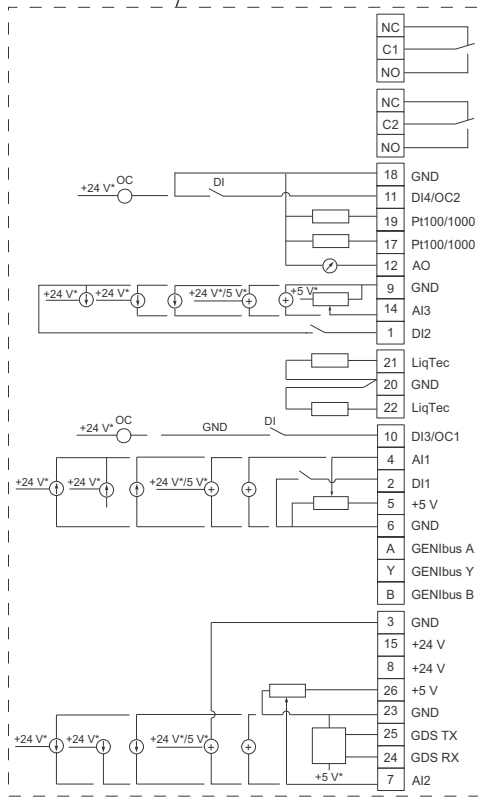 NC
C1
NO
NC
C2
NO
18 GND
+24 V* OC DI 11 DI4/OC2
19 Pt100/1000
17 Pt100/1000
12 AO
9 GND
+24 V* +24 V* +24 V*/5 V* +5 V*
14 AI3
1 DI2
21 LiqTec
20 GND
22 LiqTec
+24 V* OC GND DI 10 DI3/OC1
4 AI1
+24 V* +24 V* +24 V*/5 V* 2 DI1
5 +5 V
6 GND
A GENIbus A
Y GENIbus Y
B GENIbus B
3 GND
15 +24 V
8 +24 V
26 +5 V
23 GND
+24 V* +24 V* +24 V*/5 V* 25 GDS TX
24 GDS RX
+5 V* 7 AI2